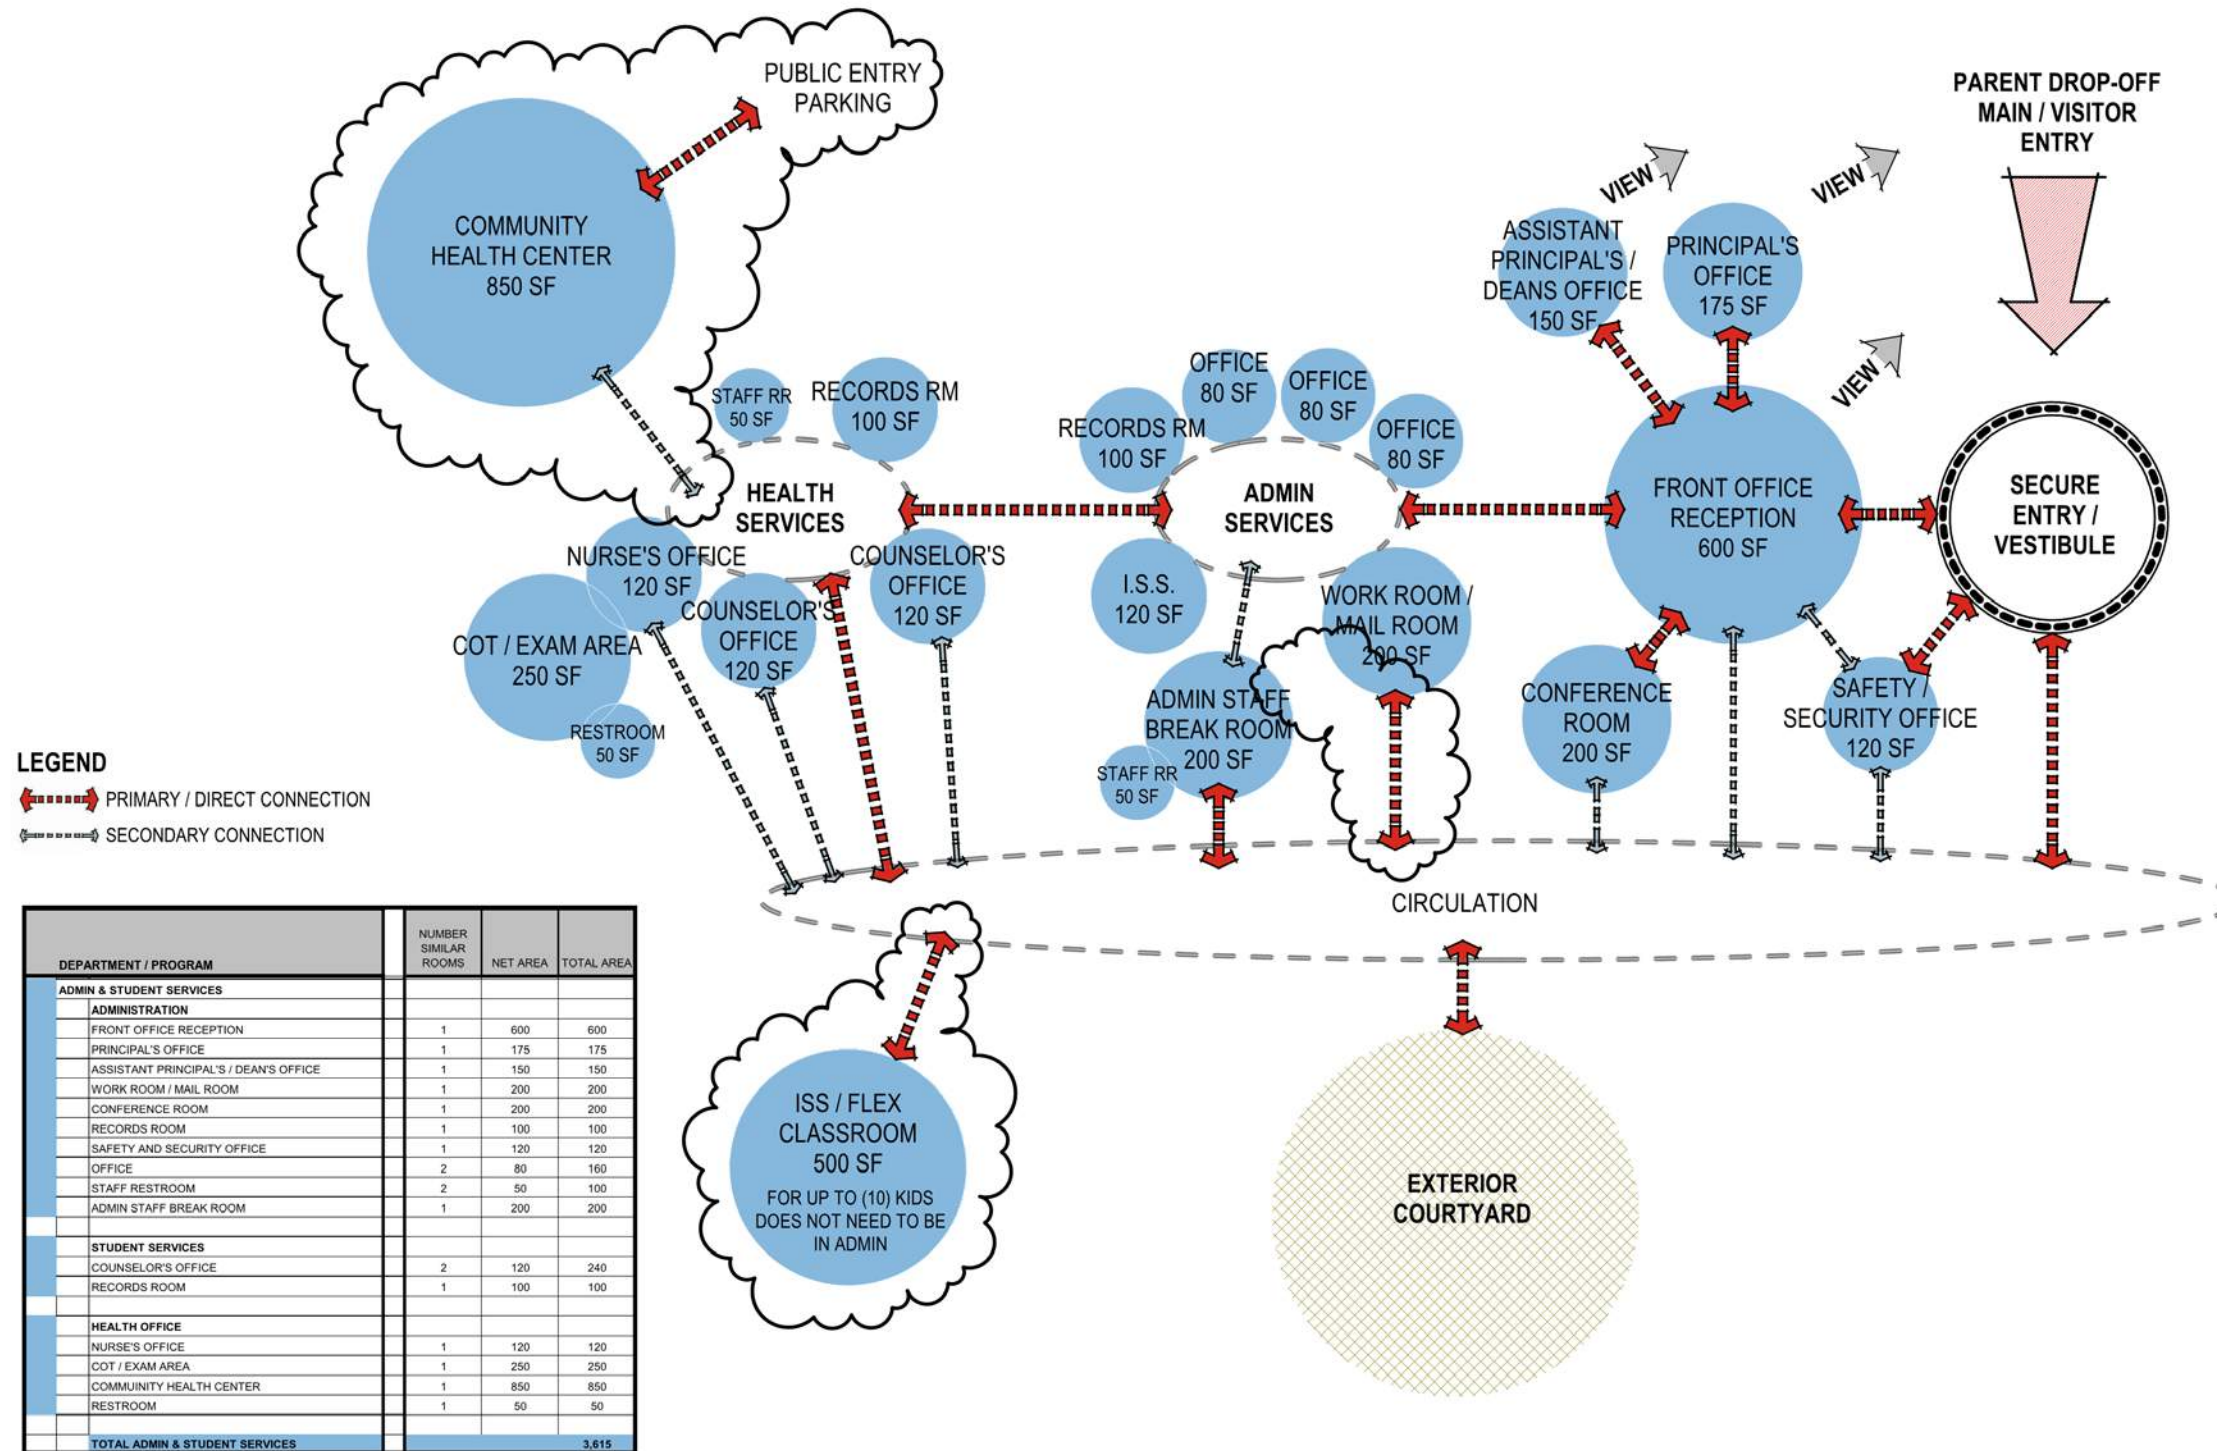 PUBLIC ENTRY
PARKING
COMMUNITY
HEALTH CENTER
850 SF
PARENT DROP-OFF
MAIN / VISITOR
ENTRY
VIEW
VIEW
VIEW
ASSISTANT
PRINCIPAL'S /
DEANS OFFICE
150 SF
PRINCIPAL'S
OFFICE
175 SF
STAFF RR
50 SF
RECORDS RM
100 SF
HEALTH
SERVICES
NURSE'S OFFICE
120 SF
COUNSELOR'S
OFFICE
120 SF
COUNSELOR'S
OFFICE
120 SF
COT / EXAM AREA
250 SF
RESTROOM
50 SF
RECORDS RM
100 SF
OFFICE
80 SF
OFFICE
80 SF
OFFICE
80 SF
ADMIN
SERVICES
I.S.S.
120 SF
WORK ROOM /
MAIL ROOM
200 SF
ADMIN STAFF
BREAK ROOM
200 SF
STAFF RR
50 SF
FRONT OFFICE
RECEPTION
600 SF
SECURE
ENTRY /
VESTIBULE
CONFERENCE
ROOM
200 SF
SAFETY /
SECURITY OFFICE
120 SF
LEGEND
PRIMARY / DIRECT CONNECTION
SECONDARY CONNECTION
CIRCULATION
ISS / FLEX
CLASSROOM
500 SF
FOR UP TO (10) KIDS
DOES NOT NEED TO BE
IN ADMIN
EXTERIOR
COURTYARD
DEPARTMENT / PROGRAM NUMBER SIMILAR ROOMS NET AREA TOTAL AREA
ADMIN & STUDENT SERVICES
ADMINISTRATION
FRONT OFFICE RECEPTION 1 600 600
PRINCIPAL'S OFFICE 1 175 175
ASSISTANT PRINCIPAL'S / DEAN'S OFFICE 1 150 150
WORK ROOM / MAIL ROOM 1 200 200
CONFERENCE ROOM 1 200 200
RECORDS ROOM 1 100 100
SAFETY AND SECURITY OFFICE 1 120 120
OFFICE 2 80 160
STAFF RESTROOM 2 50 100
ADMIN STAFF BREAK ROOM 1 200 200
STUDENT SERVICES
COUNSELOR'S OFFICE 2 120 240
RECORDS ROOM 1 100 100
HEALTH OFFICE
NURSE'S OFFICE 1 120 120
COT / EXAM AREA 1 250 250
COMMUINITY HEALTH CENTER 1 850 850
RESTROOM 1 50 50
TOTAL ADMIN & STUDENT SERVICES 3,615